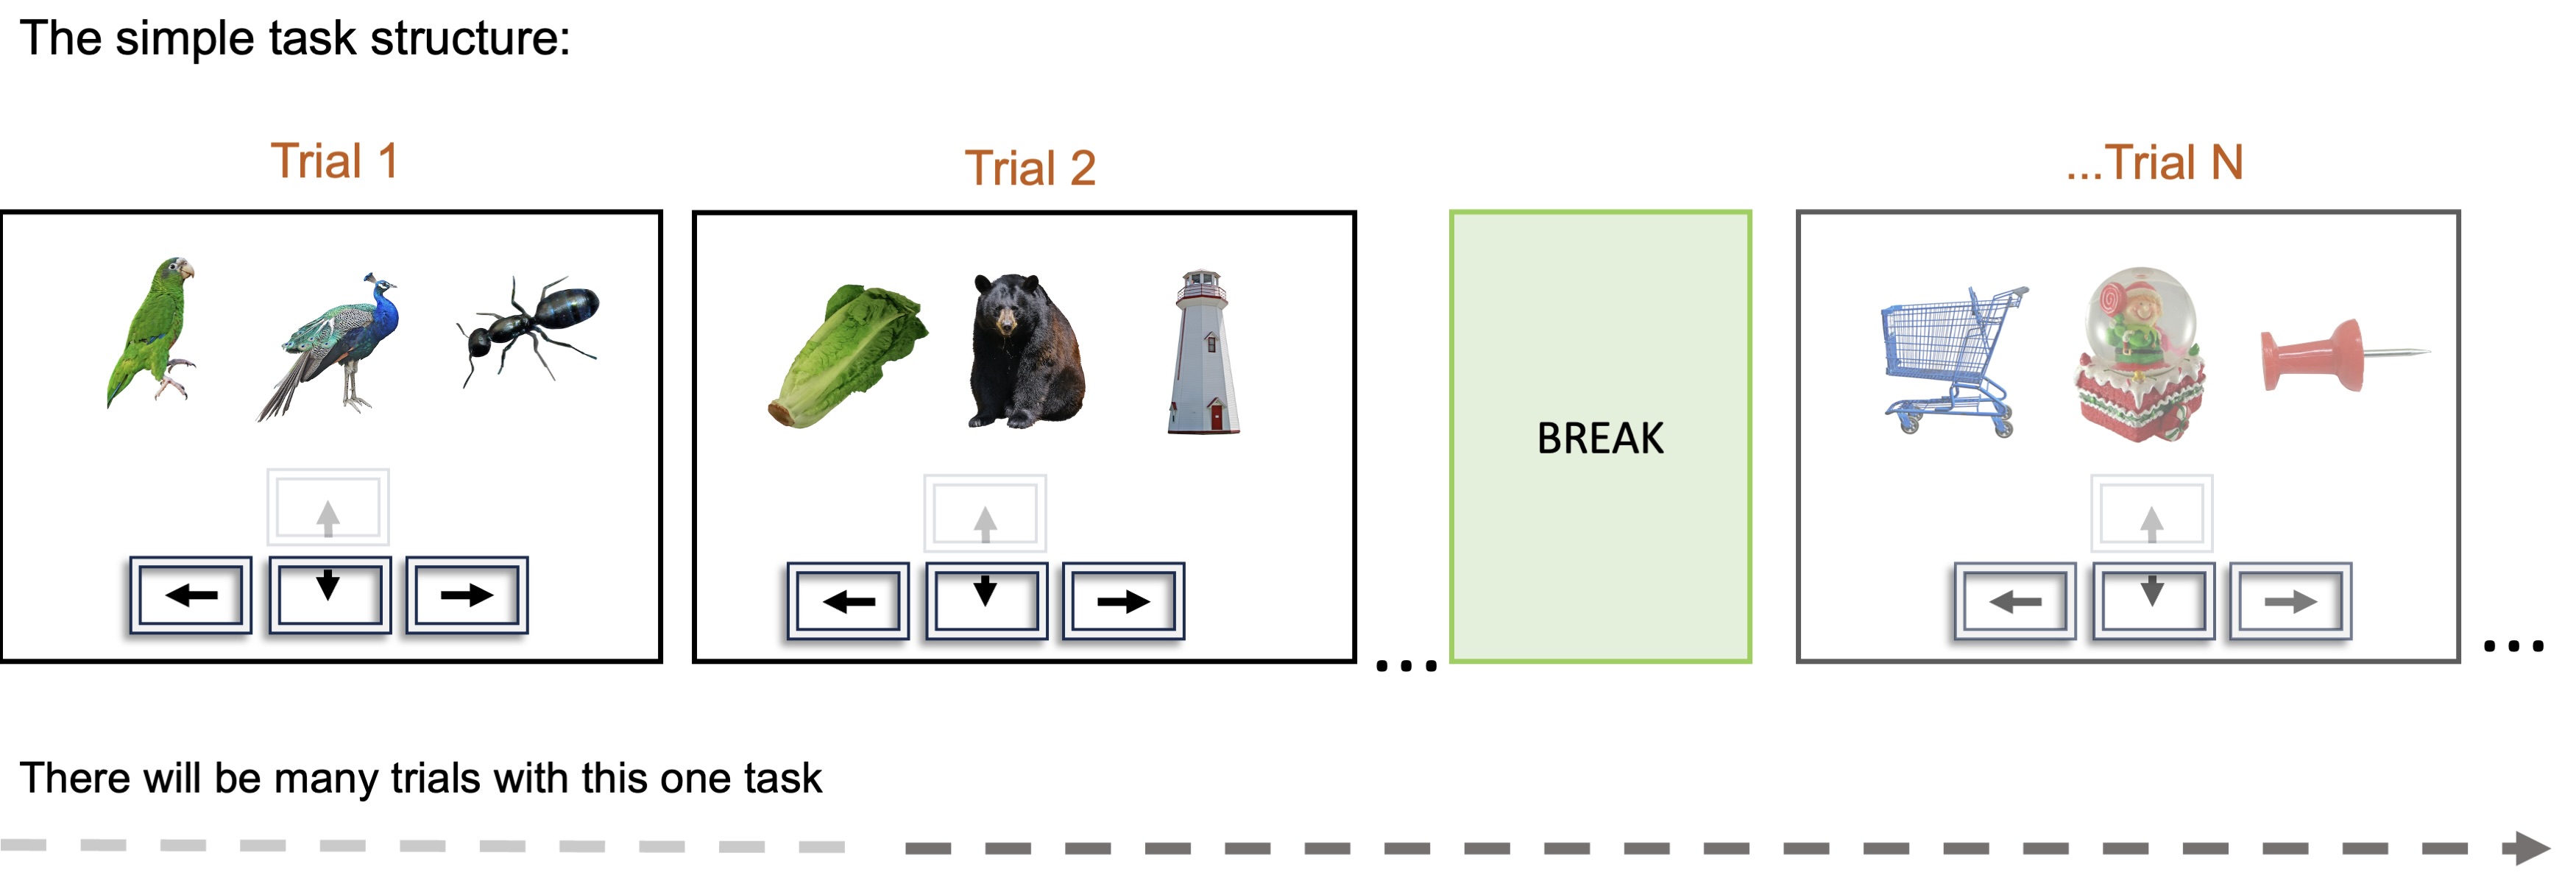 The simple task structure:
Trial 1
Trial 2
...Trial N
BREAK
...
...
There will be many trials with this one task